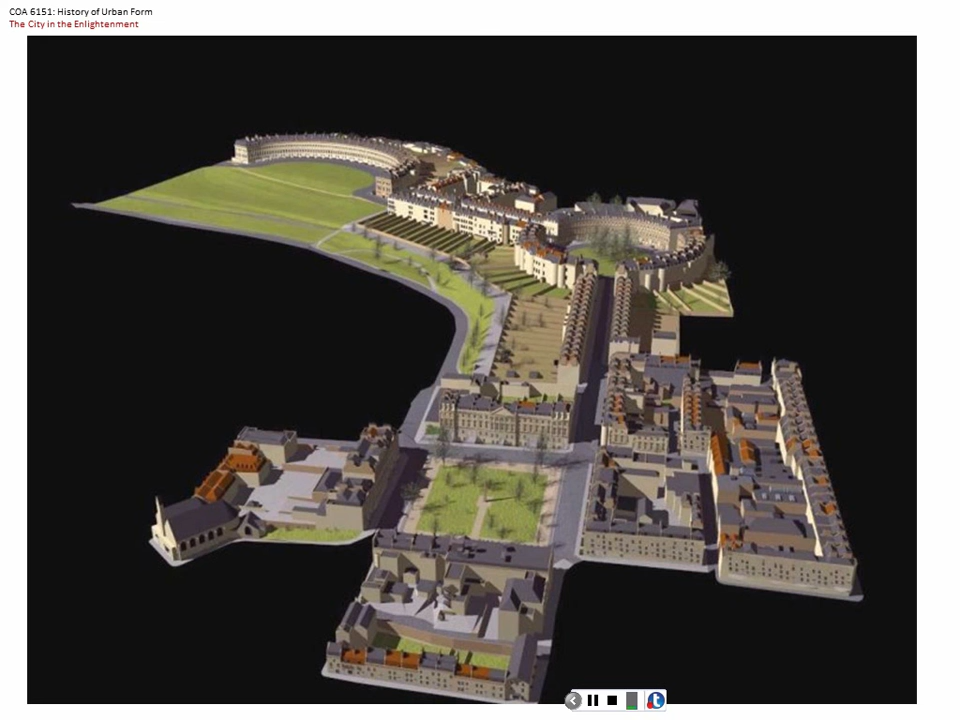 COA 6151: History of Urban Form
The City in the Enlightenment